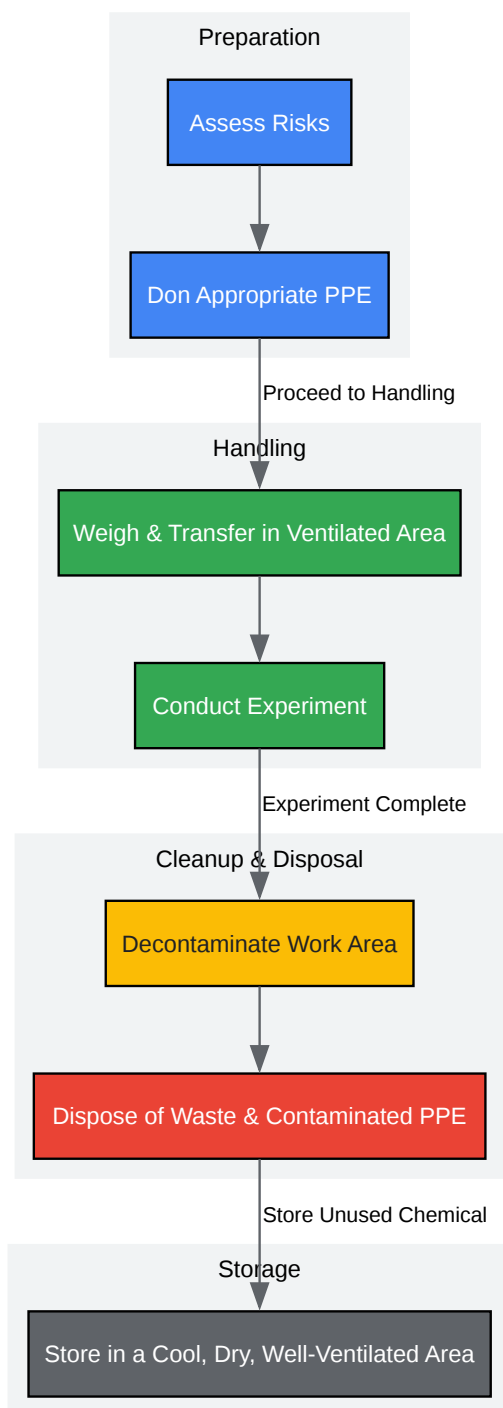 Preparation
Assess Risks
Don Appropriate PPE
Proceed to Handling
Handling
Weigh & Transfer in Ventilated Area
Conduct Experiment
Experiment Complete
Cleanup & Disposal
Decontaminate Work Area
Dispose of Waste & Contaminated PPE
Store Unused Chemical
Storage
Store in a Cool, Dry, Well-Ventilated Area